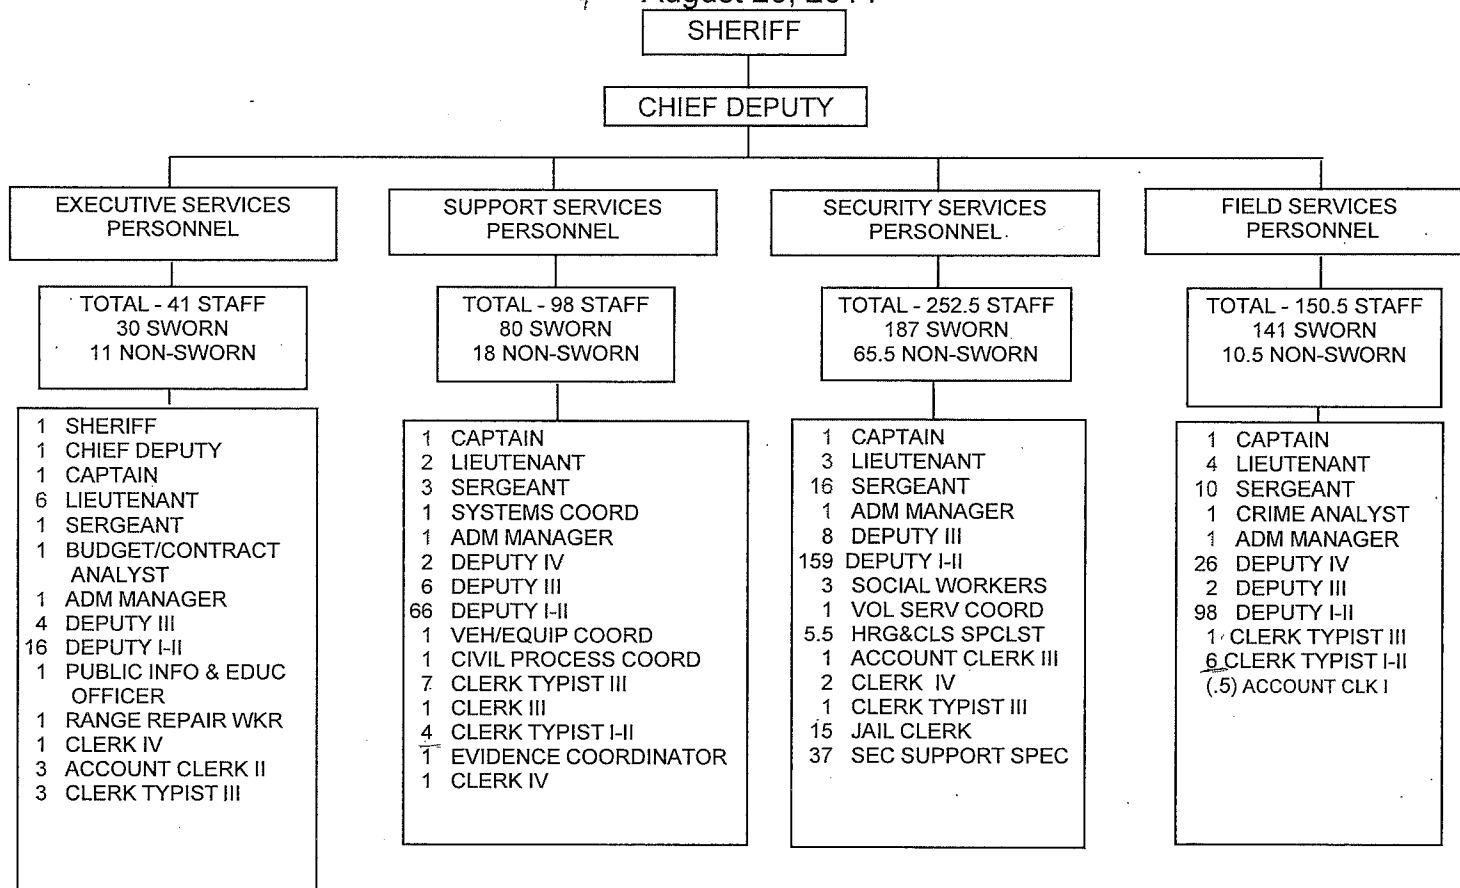 SHERIFF
CHIEF DEPUTY
EXECUTIVE SERVICES
PERSONNEL
TOTAL - 41 STAFF
30 SWORN
11 NON-SWORN
1 SHERIFF
1 CHIEF DEPUTY
1 CAPTAIN
6 LIEUTENANT
1 SERGEANT
1 BUDGET/CONTRACT
ANALYST
1 ADM MANAGER
4 DEPUTY III
16 DEPUTY I-II
1 PUBLIC INFO & EDUC
OFFICER
1 RANGE REPAIR WKR
1 CLERK IV
3 ACCOUNT CLERK II
3 CLERK TYPIST III
SUPPORT SERVICES
PERSONNEL
TOTAL - 98 STAFF
80 SWORN
18 NON-SWORN
1 CAPTAIN
2 LIEUTENANT
3 SERGEANT
1 SYSTEMS COORD
1 ADM MANAGER
2 DEPUTY IV
6 DEPUTY III
66 DEPUTY I-II
1 VEH/EQUIP COORD
1 CIVIL PROCESS COORD
7 CLERK TYPIST III
1 CLERK III
4 CLERK TYPIST I-II
1 EVIDENCE COORDINATOR
1 CLERK IV
SECURITY SERVICES
PERSONNEL
TOTAL - 252.5 STAFF
187 SWORN
65.5 NON-SWORN
1 CAPTAIN
3 LIEUTENANT
16 SERGEANT
1 ADM MANAGER
8 DEPUTY III
159 DEPUTY I-II
3 SOCIAL WORKERS
1 VOL SERV COORD
5.5 HRG&CLS SPCLST
1 ACCOUNT CLERK III
2 CLERK IV
1 CLERK TYPIST III
15 JAIL CLERK
37 SEC SUPPORT SPEC
FIELD SERVICES
PERSONNEL
TOTAL - 150.5 STAFF
141 SWORN
10.5 NON-SWORN
1 CAPTAIN
4 LIEUTENANT
10 SERGEANT
1 CRIME ANALYST
1 ADM MANAGER
26 DEPUTY IV
2 DEPUTY III
98 DEPUTY I-II
1 CLERK TYPIST III
6 CLERK TYPIST I-II
(.5) ACCOUNT CLK I